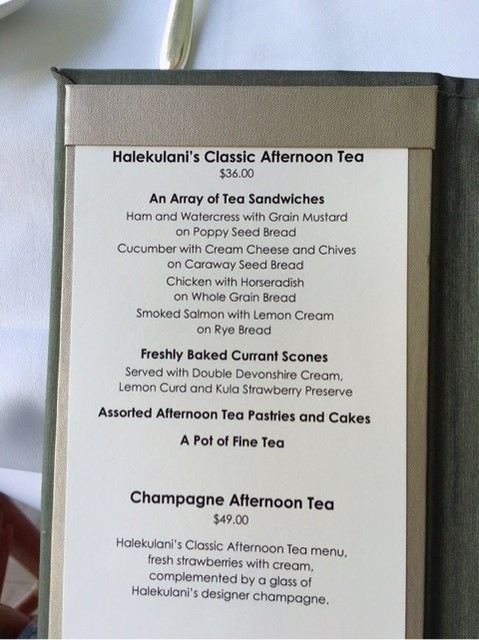 Halekulani's Classic Afternoon Tea
$36.00
An Array of Tea Sandwiches
Ham and Watercress with Grain Mustard
on Poppy Seed Bread
Cucumber with Cream Cheese and Chives
on Caraway Seed Bread
Chicken with Horseradish
on Whole Grain Bread
Smoked Salmon with Lemon Cream
on Rye Bread
Freshly Baked Currant Scones
Served with Double Devonshire Cream,
Lemon Curd and Kula Strawberry Preserve
Assorted Afternoon Tea Pastries and Cakes
A Pot of Fine Tea
Champagne Afternoon Tea
$49.00
Halekulani's Classic Afternoon Tea menu,
fresh strawberries with cream,
complemented by a glass of
Halekulani's designer champagne.